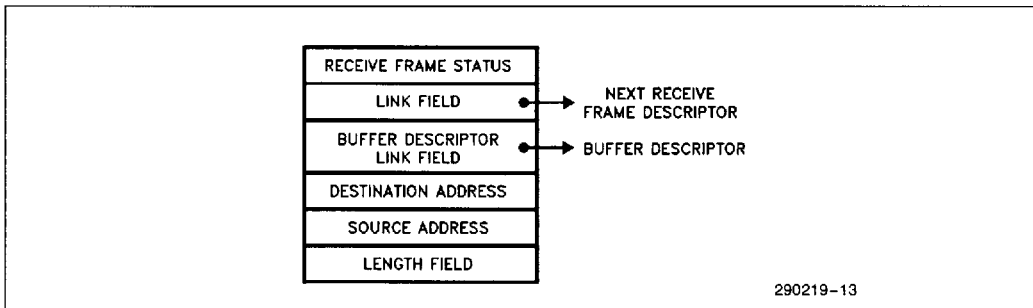 RECEIVE FRAME STATUS
LINK FIELD
NEXT RECEIVE
FRAME DESCRIPTOR
BUFFER DESCRIPTOR
LINK FIELD
BUFFER DESCRIPTOR
DESTINATION ADDRESS
SOURCE ADDRESS
LENGTH FIELD
290219-13